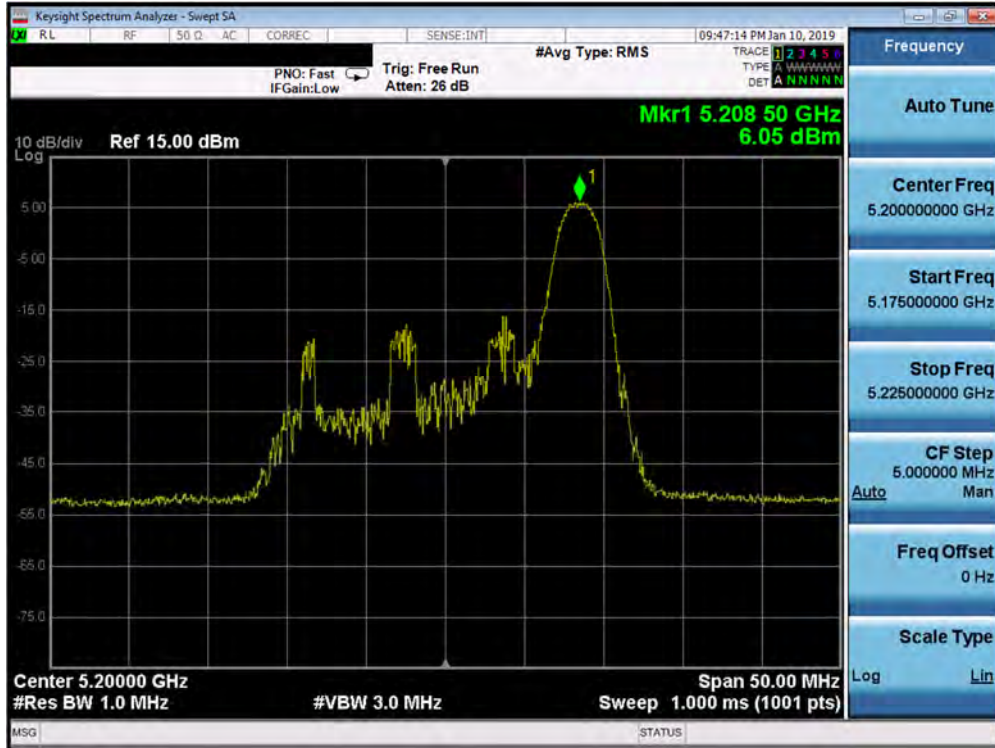 Keysight Spectrum Analyzer - Swept SA
LXI RL RF 50 Ω AC CORREC SENSE:INT 09:47:14 PM Jan 10, 2019
#Avg Type: RMS TRACE 1 2 3 4 5 6
PNO: Fast Trig: Free Run TYPE A WWWWW
IFGain:Low Atten: 26 dB DET A N N N N N
Mkr1 5.208 50 GHz
6.05 dBm
10 dB/div Ref 15.00 dBm
Log
1
5.00
-5.00
-15.0
-25.0
-35.0
-45.0
-55.0
-65.0
-75.0
Center 5.20000 GHz Span 50.00 MHz
#Res BW 1.0 MHz #VBW 3.0 MHz Sweep 1.000 ms (1001 pts)
MSG STATUS
Frequency
Auto Tune
Center Freq
5.200000000 GHz
Start Freq
5.175000000 GHz
Stop Freq
5.225000000 GHz
CF Step
5.000000 MHz
Auto Man
Freq Offset
0 Hz
Scale Type
Log Lin